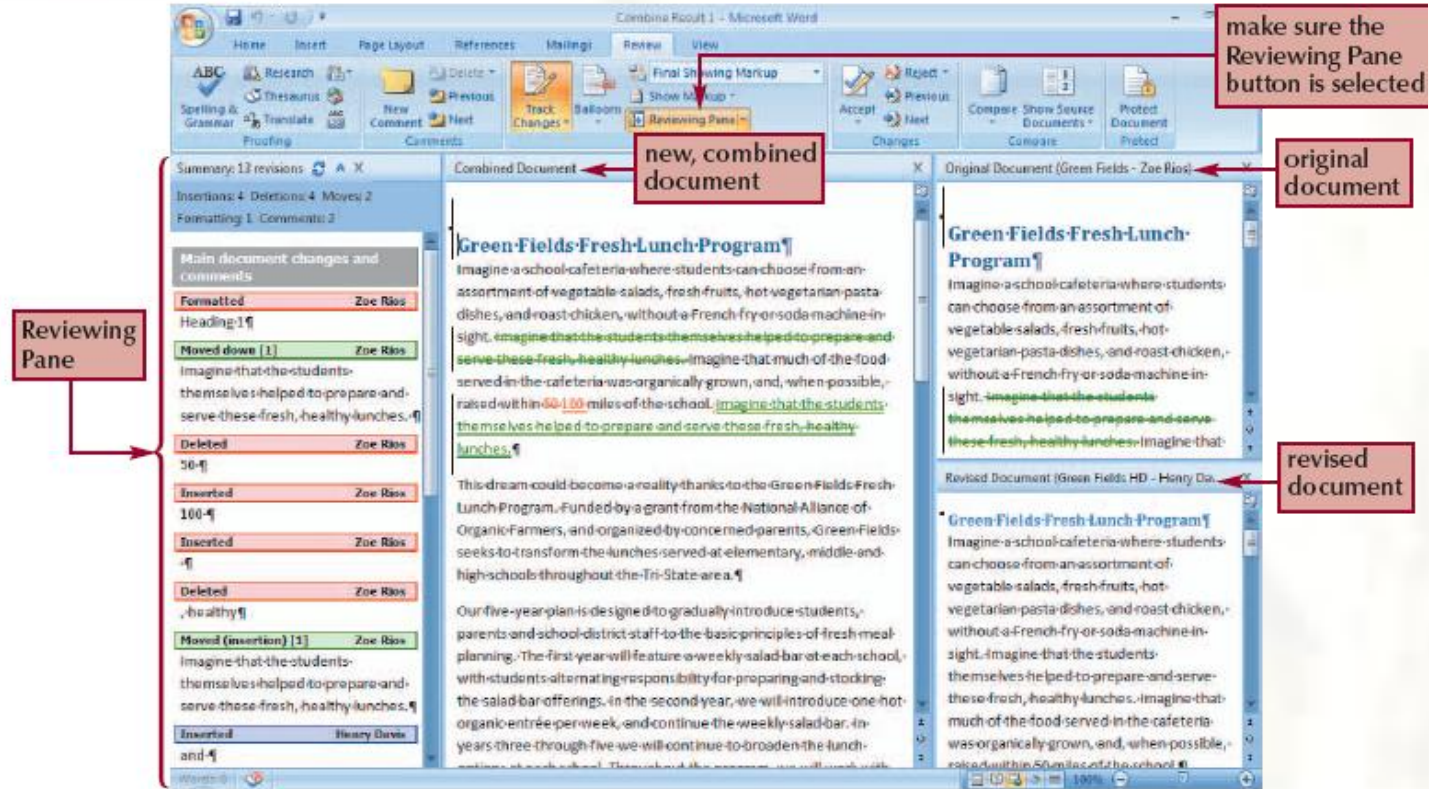 Combine Result 1 - Microsoft Word
Home Insert Page Layout References Mailings Review View
make sure the
Reviewing Pane
button is selected
ABC
Spelling &
Grammar
Research
Thesaurus
Translate
Proofing
New
Comment
Delete
Previous
Next
Comments
Track
Changes
Balloons
Final Showing Markup
Show Markup
Reviewing Pane
Accept
Reject
Previous
Next
Changes
Compare
Show Source
Documents
Compare
Protect
Document
Protect
new, combined
document
original
document
revised
document
Reviewing
Pane
Summary: 13 revisions
Insertions: 4 Deletions: 4 Moves: 2
Formatting: 1 Comments: 2
Main document changes and
comments
Formatted Zoe Rios
Heading·1¶
Moved down [1] Zoe Rios
Imagine·that·the·students·
themselves·helped·to·prepare·and·
serve·these·fresh,·healthy·lunches.·¶
Deleted Zoe Rios
50·¶
Inserted Zoe Rios
100·¶
Inserted Zoe Rios
·¶
Deleted Zoe Rios
,·healthy¶
Moved (insertion) [1] Zoe Rios
Imagine·that·the·students·
themselves·helped·to·prepare·and·
serve·these·fresh,·healthy·lunches.¶
Inserted Henry Davis
and·¶
Words: 0
Combined Document
Green·Fields·Fresh·Lunch·Program¶
Imagine·a·school·cafeteria·where·students·can·choose·from·an·
assortment·of·vegetable·salads,·fresh·fruits,·hot·vegetarian·pasta·
dishes,·and·roast·chicken,·without·a·French·fry·or·soda·machine·in·
sight.·Imagine·that·the·students·themselves·helped·to·prepare·and·
serve·these·fresh,·healthy·lunches.·Imagine·that·much·of·the·food·
served·in·the·cafeteria·was·organically·grown,·and,·when·possible,·
raised·within·50·100·miles·of·the·school.·Imagine·that·the·students·
themselves·helped·to·prepare·and·serve·these·fresh,·healthy·
lunches.¶
This·dream·could·become·a·reality·thanks·to·the·Green·Fields·Fresh·
Lunch·Program.·Funded·by·a·grant·from·the·National·Alliance·of·
Organic·Farmers,·and·organized·by·concerned·parents,·Green·Fields·
seeks·to·transform·the·lunches·served·at·elementary,·middle·and·
high·schools·throughout·the·Tri-State·area.¶
Our·five-year·plan·is·designed·to·gradually·introduce·students,·
parents·and·school·district·staff·to·the·basic·principles·of·fresh·meal·
planning.·The·first·year·will·feature·a·weekly·salad·bar·at·each·school,·
with·students·alternating·responsibility·for·preparing·and·stocking·
the·salad·bar·offerings.·In·the·second·year,·we·will·introduce·one·hot·
organic·entrée·per·week,·and·continue·the·weekly·salad·bar.·In·
years·three·through·five·we·will·continue·to·broaden·the·lunch·
Original Document (Green Fields - Zoe Rios)
Green·Fields·Fresh·Lunch·
Program¶
Imagine·a·school·cafeteria·where·students·
can·choose·from·an·assortment·of·
vegetable·salads,·fresh·fruits,·hot·
vegetarian·pasta·dishes,·and·roast·chicken,·
without·a·French·fry·or·soda·machine·in·
sight.·Imagine·that·the·students·
themselves·helped·to·prepare·and·serve·
these·fresh,·healthy·lunches.·Imagine·that·
Revised Document (Green Fields HD - Henry Da...
Green·Fields·Fresh·Lunch·Program¶
Imagine·a·school·cafeteria·where·students·
can·choose·from·an·assortment·of·
vegetable·salads,·fresh·fruits,·hot·
vegetarian·pasta·dishes,·and·roast·chicken,·
without·a·French·fry·or·soda·machine·in·
sight.·Imagine·that·the·students·
themselves·helped·to·prepare·and·serve·
these·fresh,·healthy·lunches.·Imagine·that·
much·of·the·food·served·in·the·cafeteria·
was·organically·grown,·and,·when·possible,·
raised·within·50·miles·of·the·school.¶
100%